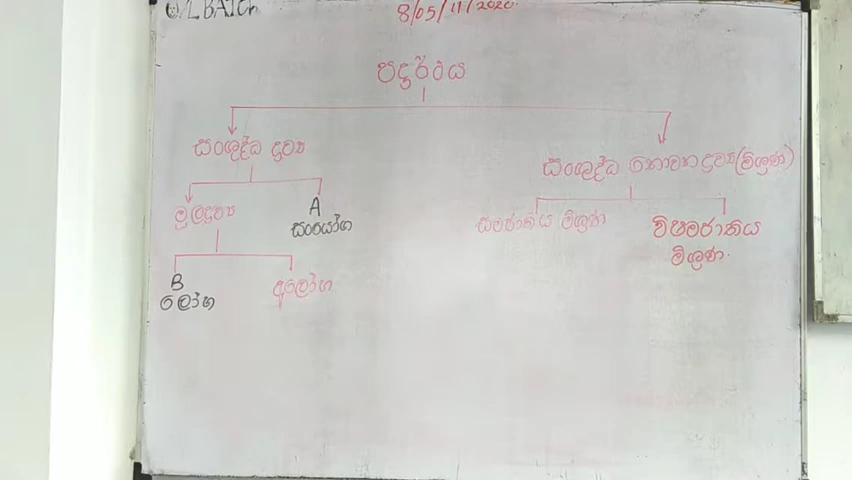 O/L BATCH
8/05/11/2020.
පදාර්ථය
සංශුද්ධ ද්‍රව්‍ය
සංශුද්ධ නොවන ද්‍රව්‍ය(මිශ්‍රණ)
මූලද්‍රව්‍ය
A
සංයෝග
සමජාතීය මිශ්‍රණ
විෂමජාතීය
මිශ්‍රණ.
B
ලෝහ
අලෝහ